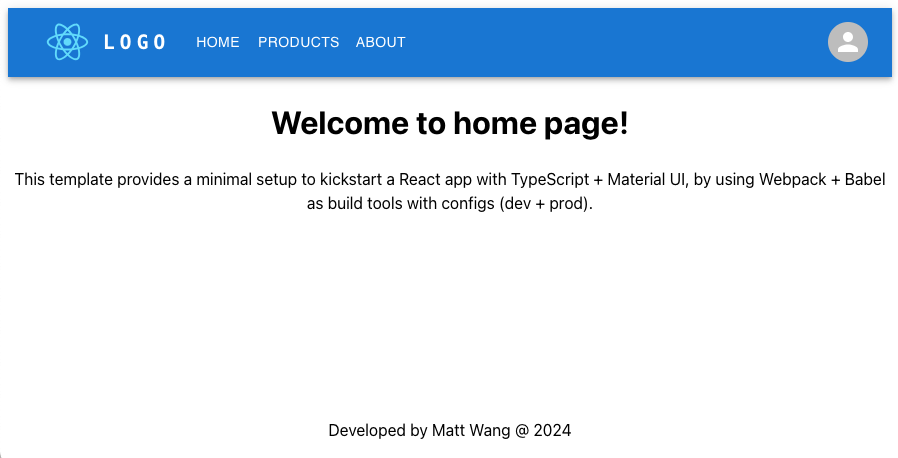 LOGO HOME PRODUCTS ABOUT
Welcome to home page!
This template provides a minimal setup to kickstart a React app with TypeScript + Material UI, by using Webpack + Babel
as build tools with configs (dev + prod).
Developed by Matt Wang @ 2024